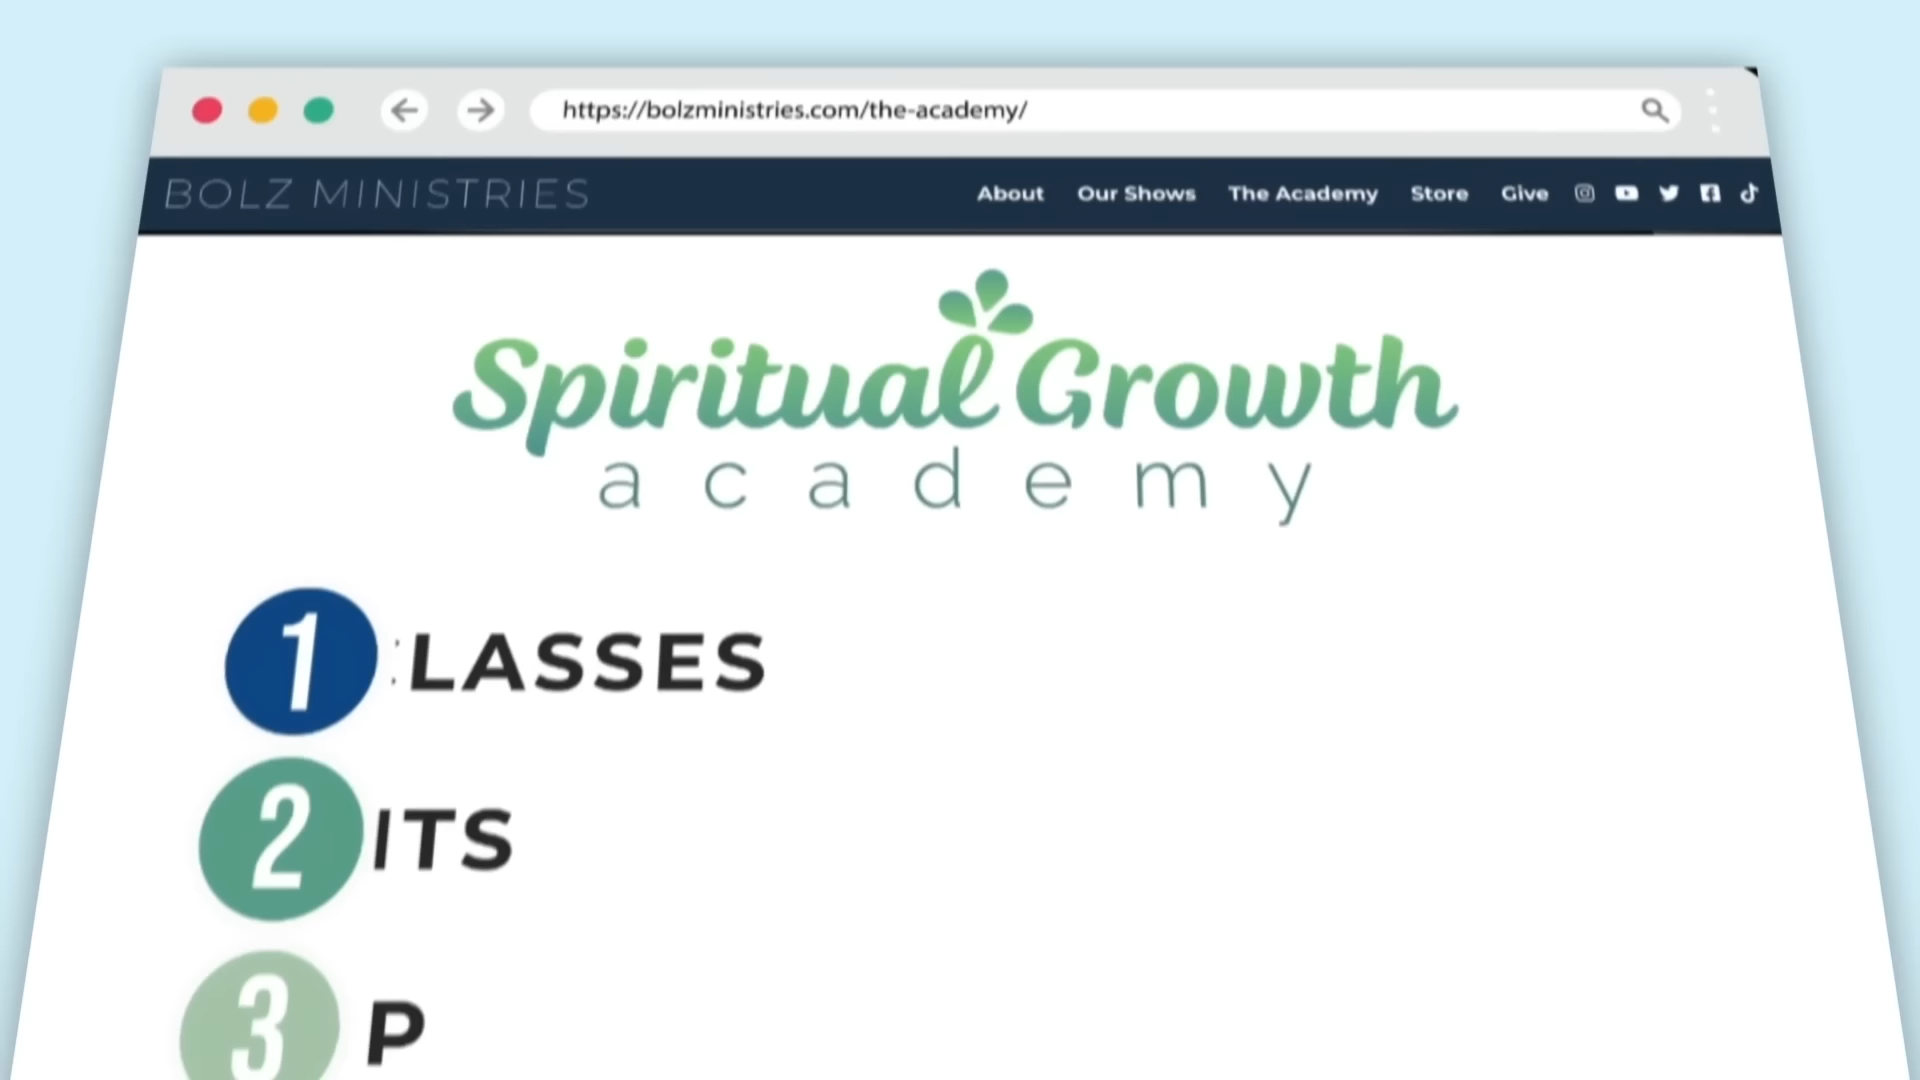 https://bolzministries.com/the-academy/
BOLZ MINISTRIES
About Our Shows The Academy Store Give
Spiritual Growth
academy
1 LASSES
2 ITS
3 P